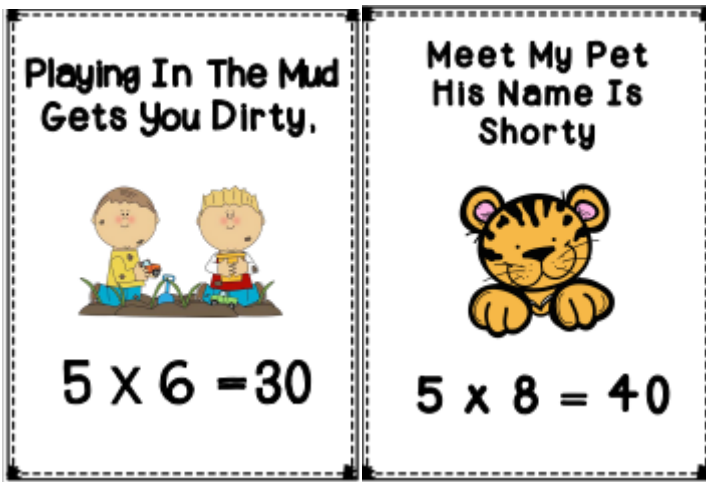 Playing In The Mud
Gets You Dirty,
5 x 6 = 30
Meet My Pet
His Name Is
Shorty
5 x 8 = 40